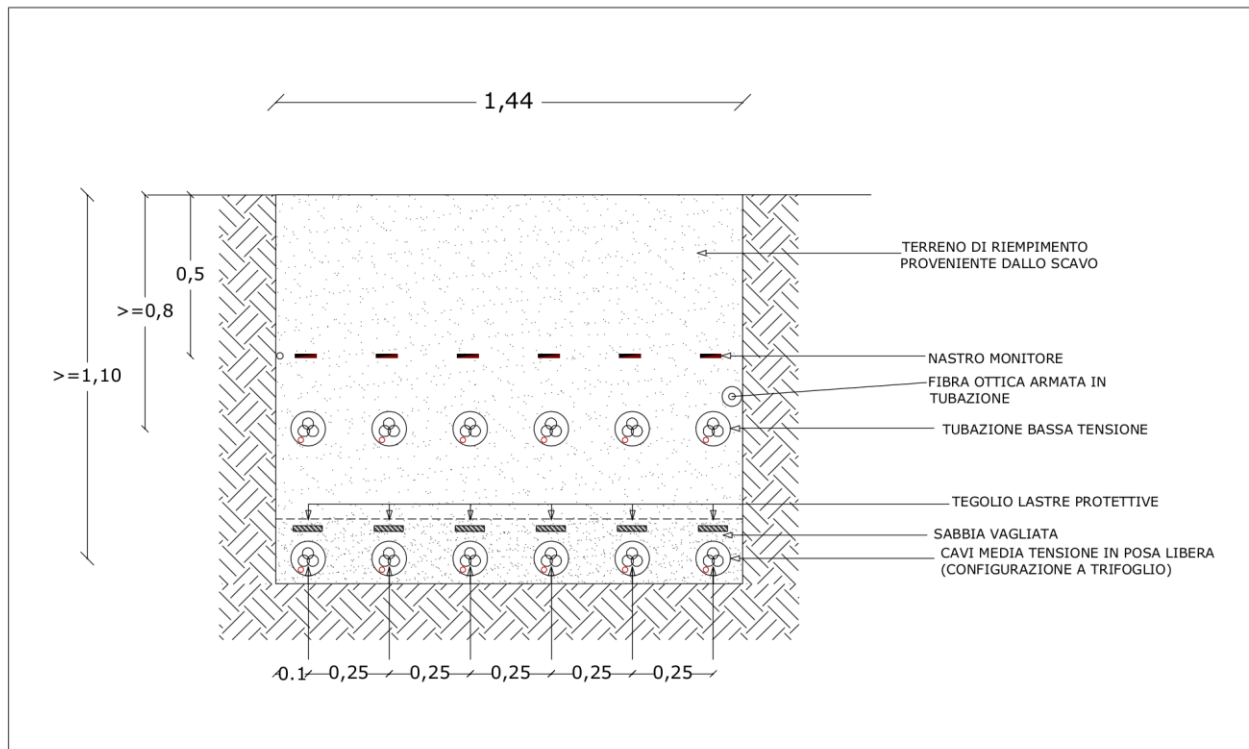 1,44
0,5
>=0,8
>=1,10
TERRENO DI RIEMPIMENTO
PROVENIENTE DALLO SCAVO
NASTRO MONITORE
FIBRA OTTICA ARMATA IN
TUBAZIONE
TUBAZIONE BASSA TENSIONE
TEGOLIO LASTRE PROTETTIVE
SABBIA VAGLIATA
CAVI MEDIA TENSIONE IN POSA LIBERA
(CONFIGURAZIONE A TRIFOGLIO)
0.1 0,25 0,25 0,25 0,25 0,25